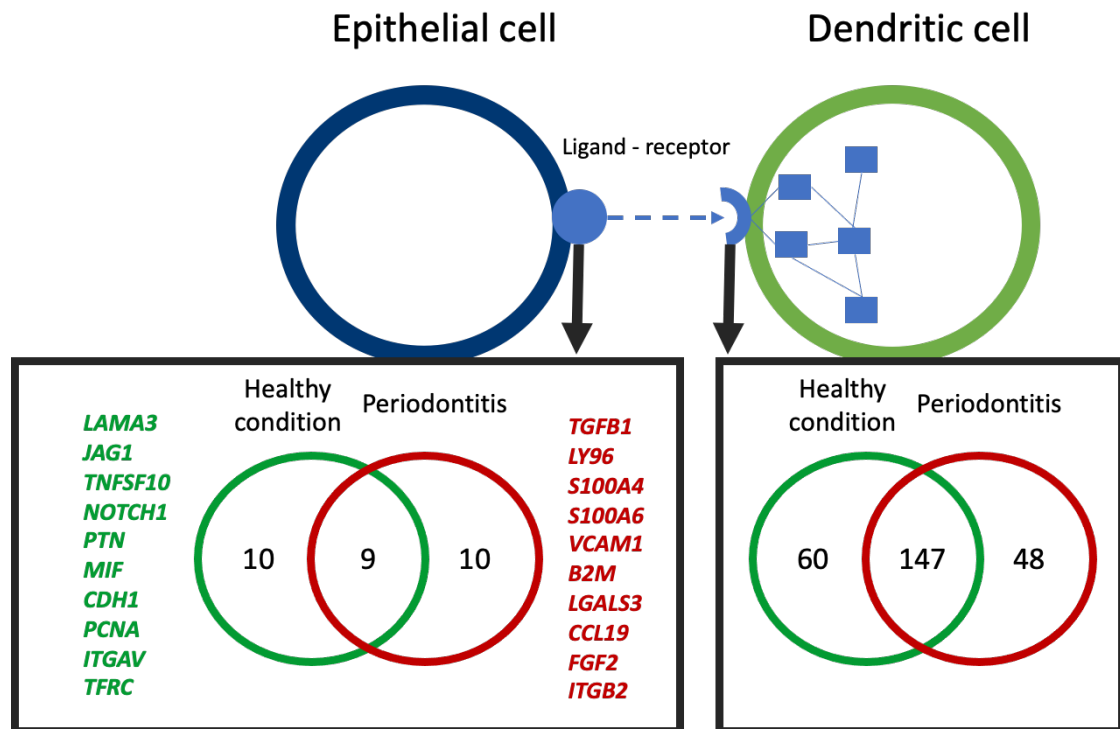 Epithelial cell
Dendritic cell
Ligand - receptor
Healthy
condition
Periodontitis
LAMA3
JAG1
TNFSF10
NOTCH1
PTN
MIF
CDH1
PCNA
ITGAV
TFRC
10
9
10
TGFB1
LY96
S100A4
S100A6
VCAM1
B2M
LGALS3
CCL19
FGF2
ITGB2
Healthy
condition
Periodontitis
60
147
48